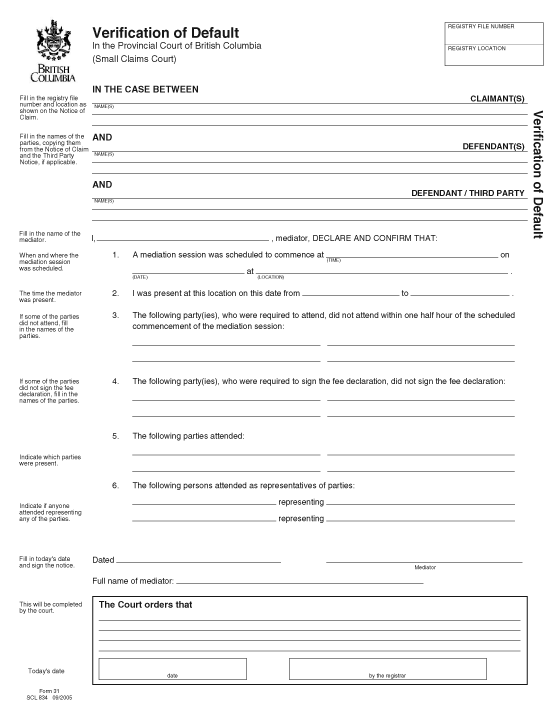 Verification of Default
In the Provincial Court of British Columbia
(Small Claims Court)
REGISTRY FILE NUMBER
REGISTRY LOCATION
BRITISH
COLUMBIA
IN THE CASE BETWEEN
Fill in the registry file
number and location as
shown on the Notice of
Claim.
CLAIMANT(S)
NAME(S)
Verification of Default
Fill in the names of the
parties, copying them
from the Notice of Claim
and the Third Party
Notice, if applicable.
AND
DEFENDANT(S)
NAME(S)
AND
DEFENDANT / THIRD PARTY
NAME(S)
Fill in the name of the
mediator.
I, , mediator, DECLARE AND CONFIRM THAT:
When and where the
mediation session
was scheduled.
1. A mediation session was scheduled to commence at on
(TIME)
at .
(DATE) (LOCATION)
The time the mediator
was present.
2. I was present at this location on this date from to .
If some of the parties
did not attend, fill
in the names of the
parties.
3. The following party(ies), who were required to attend, did not attend within one half hour of the scheduled
commencement of the mediation session:
If some of the parties
did not sign the fee
declaration, fill in the
names of the parties.
4. The following party(ies), who were required to sign the fee declaration, did not sign the fee declaration:
5. The following parties attended:
Indicate which parties
were present.
6. The following persons attended as representatives of parties:
Indicate if anyone
attended representing
any of the parties.
representing
representing
Fill in today's date
and sign the notice.
Dated
Mediator
Full name of mediator:
This will be completed
by the court.
The Court orders that
Today's date
date
by the registrar
Form 31
SCL 834 09/2005